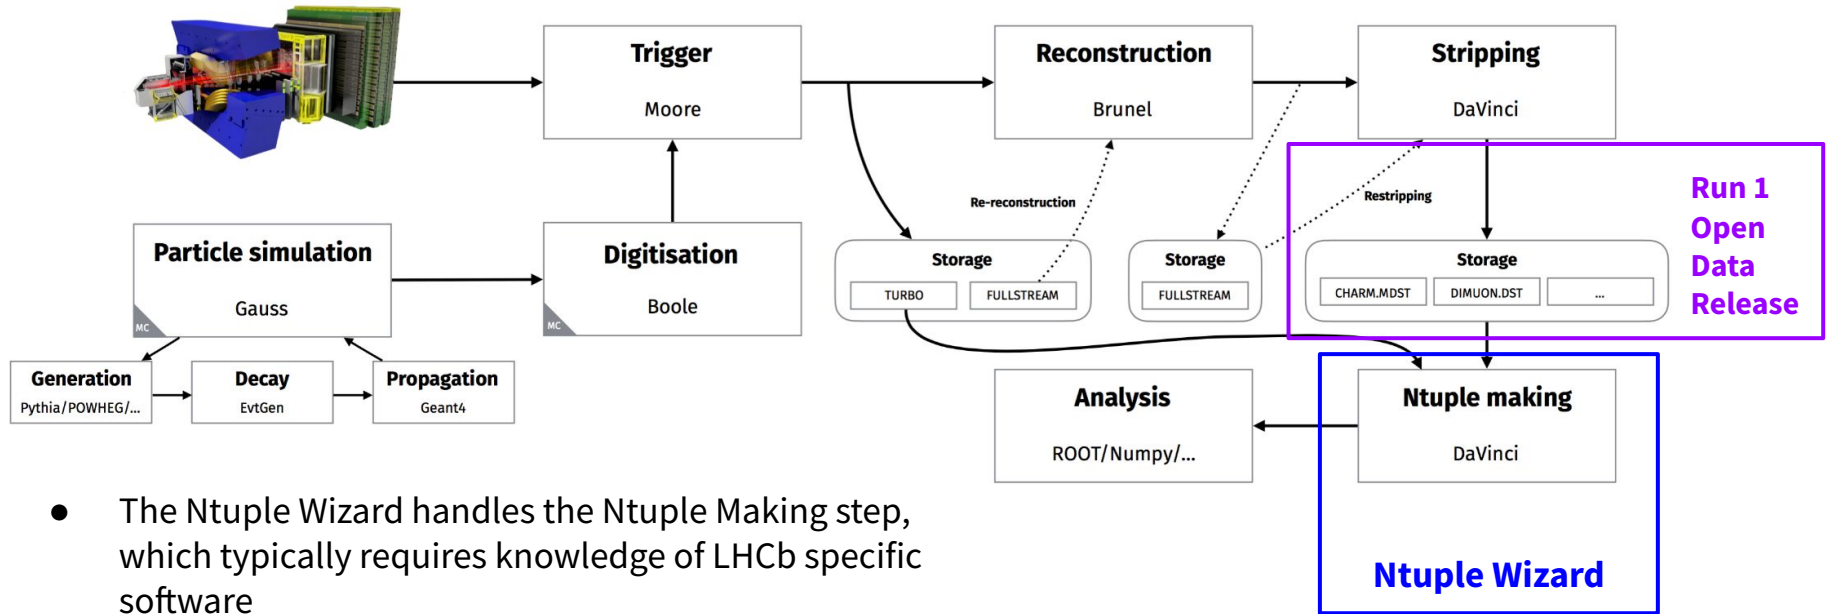 Trigger
Moore
Reconstruction
Brunel
Stripping
DaVinci
Run 1
Open
Data
Release
Re-reconstruction
Restripping
Particle simulation
Gauss
MC
Digitisation
Boole
MC
Storage
TURBO
FULLSTREAM
Storage
FULLSTREAM
Storage
CHARM.MDST
DIMUON.DST
...
Generation
Pythia/POWHEG/...
Decay
EvtGen
Propagation
Geant4
Analysis
ROOT/Numpy/...
Ntuple making
DaVinci
Ntuple Wizard
● The Ntuple Wizard handles the Ntuple Making step,
which typically requires knowledge of LHCb specific
software